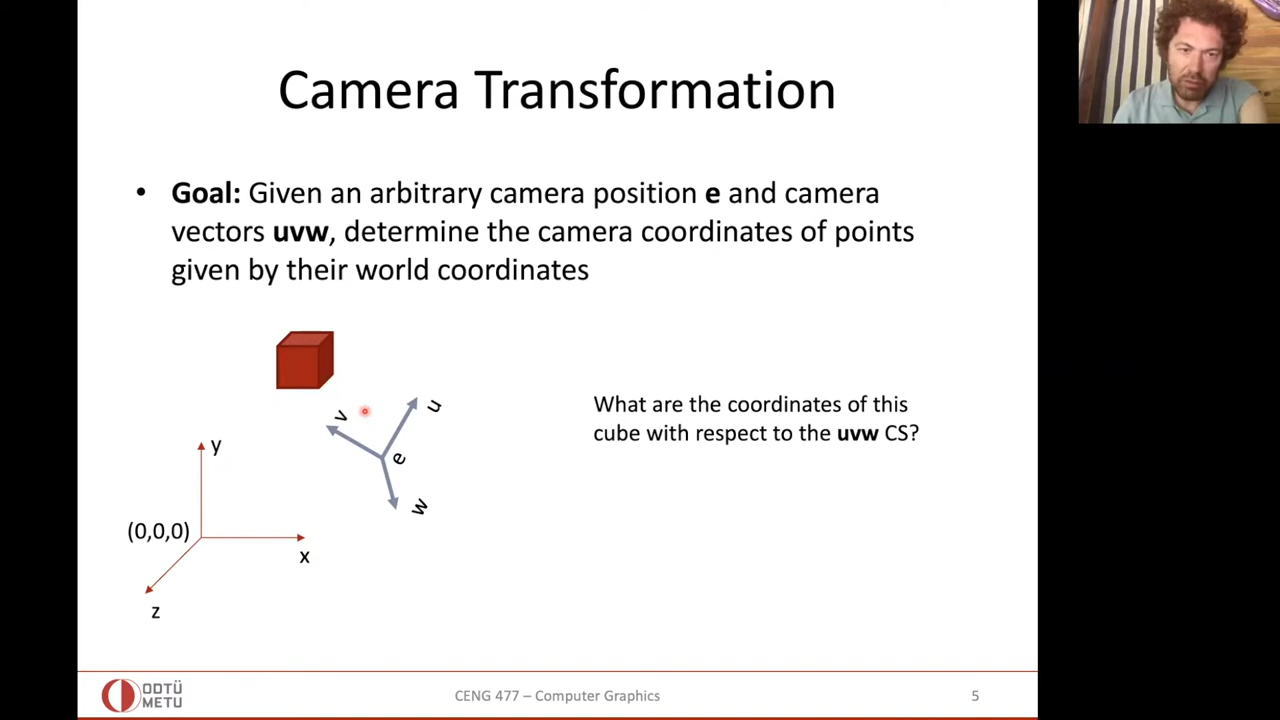 Camera Transformation
• Goal: Given an arbitrary camera position e and camera
vectors uvw, determine the camera coordinates of points
given by their world coordinates
v
u
e
w
y
(0,0,0)
x
z
What are the coordinates of this
cube with respect to the uvw CS?
ODTÜ
METU
CENG 477 – Computer Graphics
5